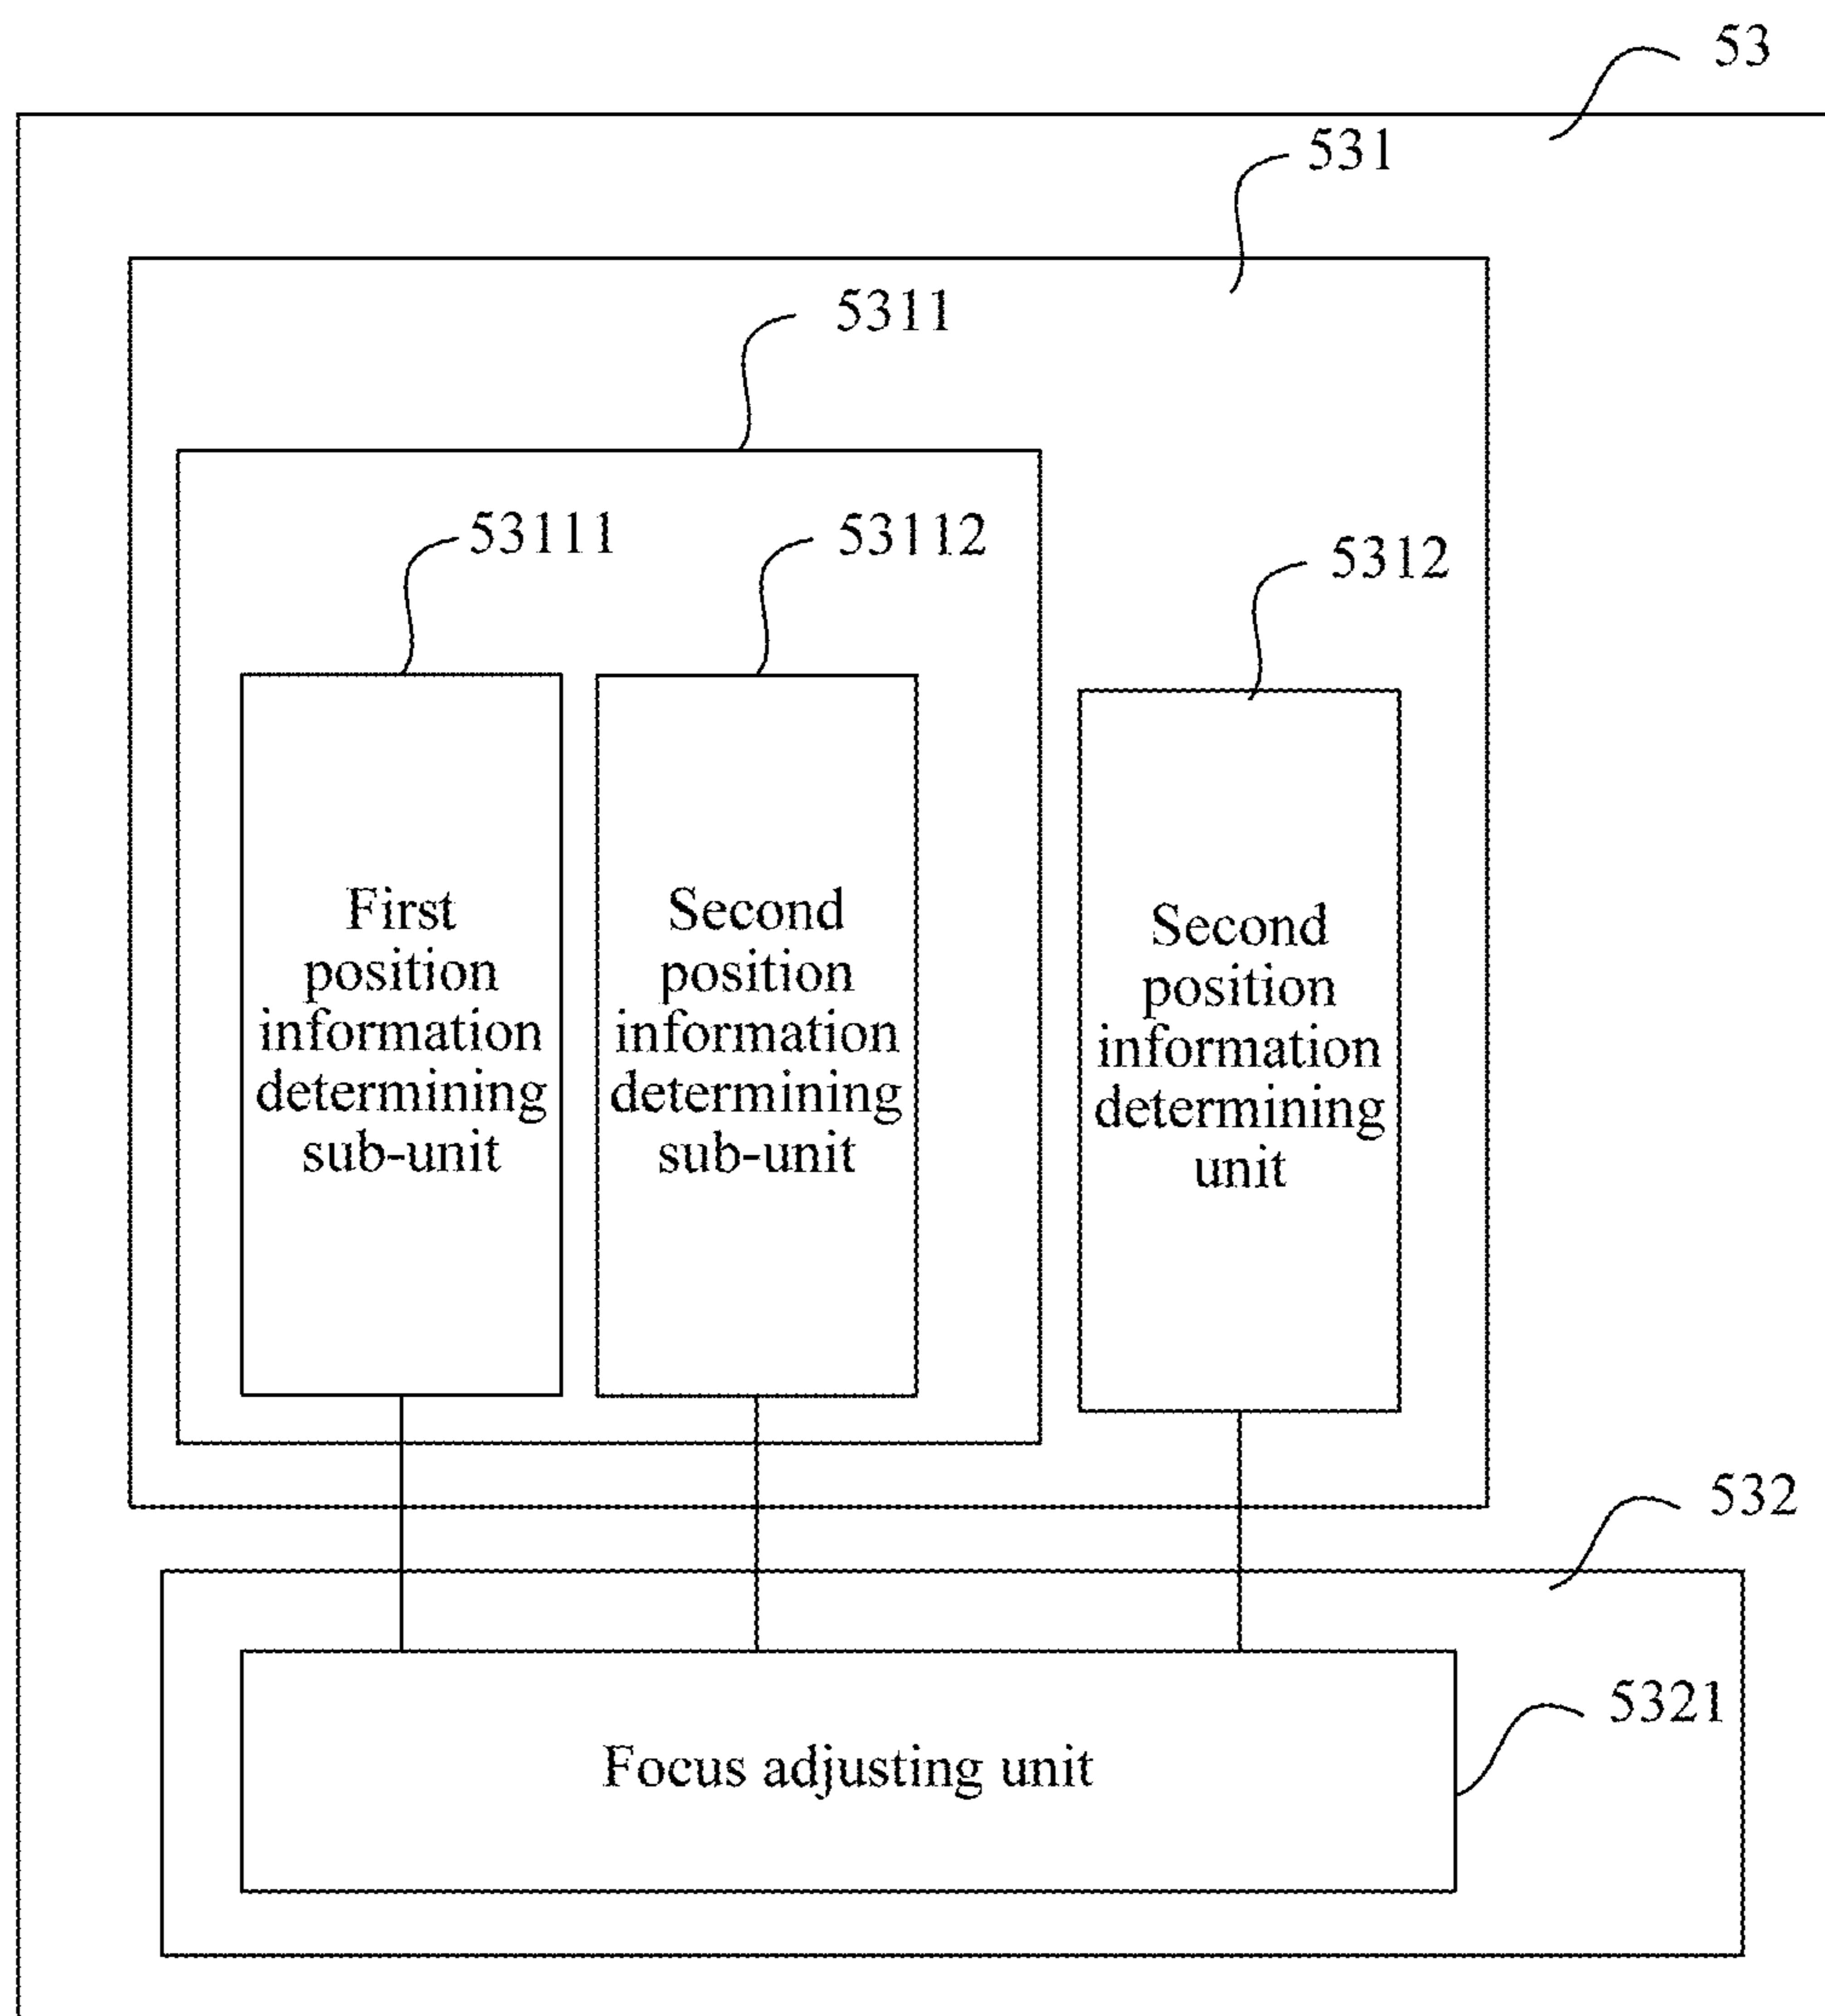 53
531
5311
53111
53112
5312
First
position
information
determining
sub-unit
Second
position
information
determining
sub-unit
Second
position
information
determining
unit
532
5321
Focus adjusting unit